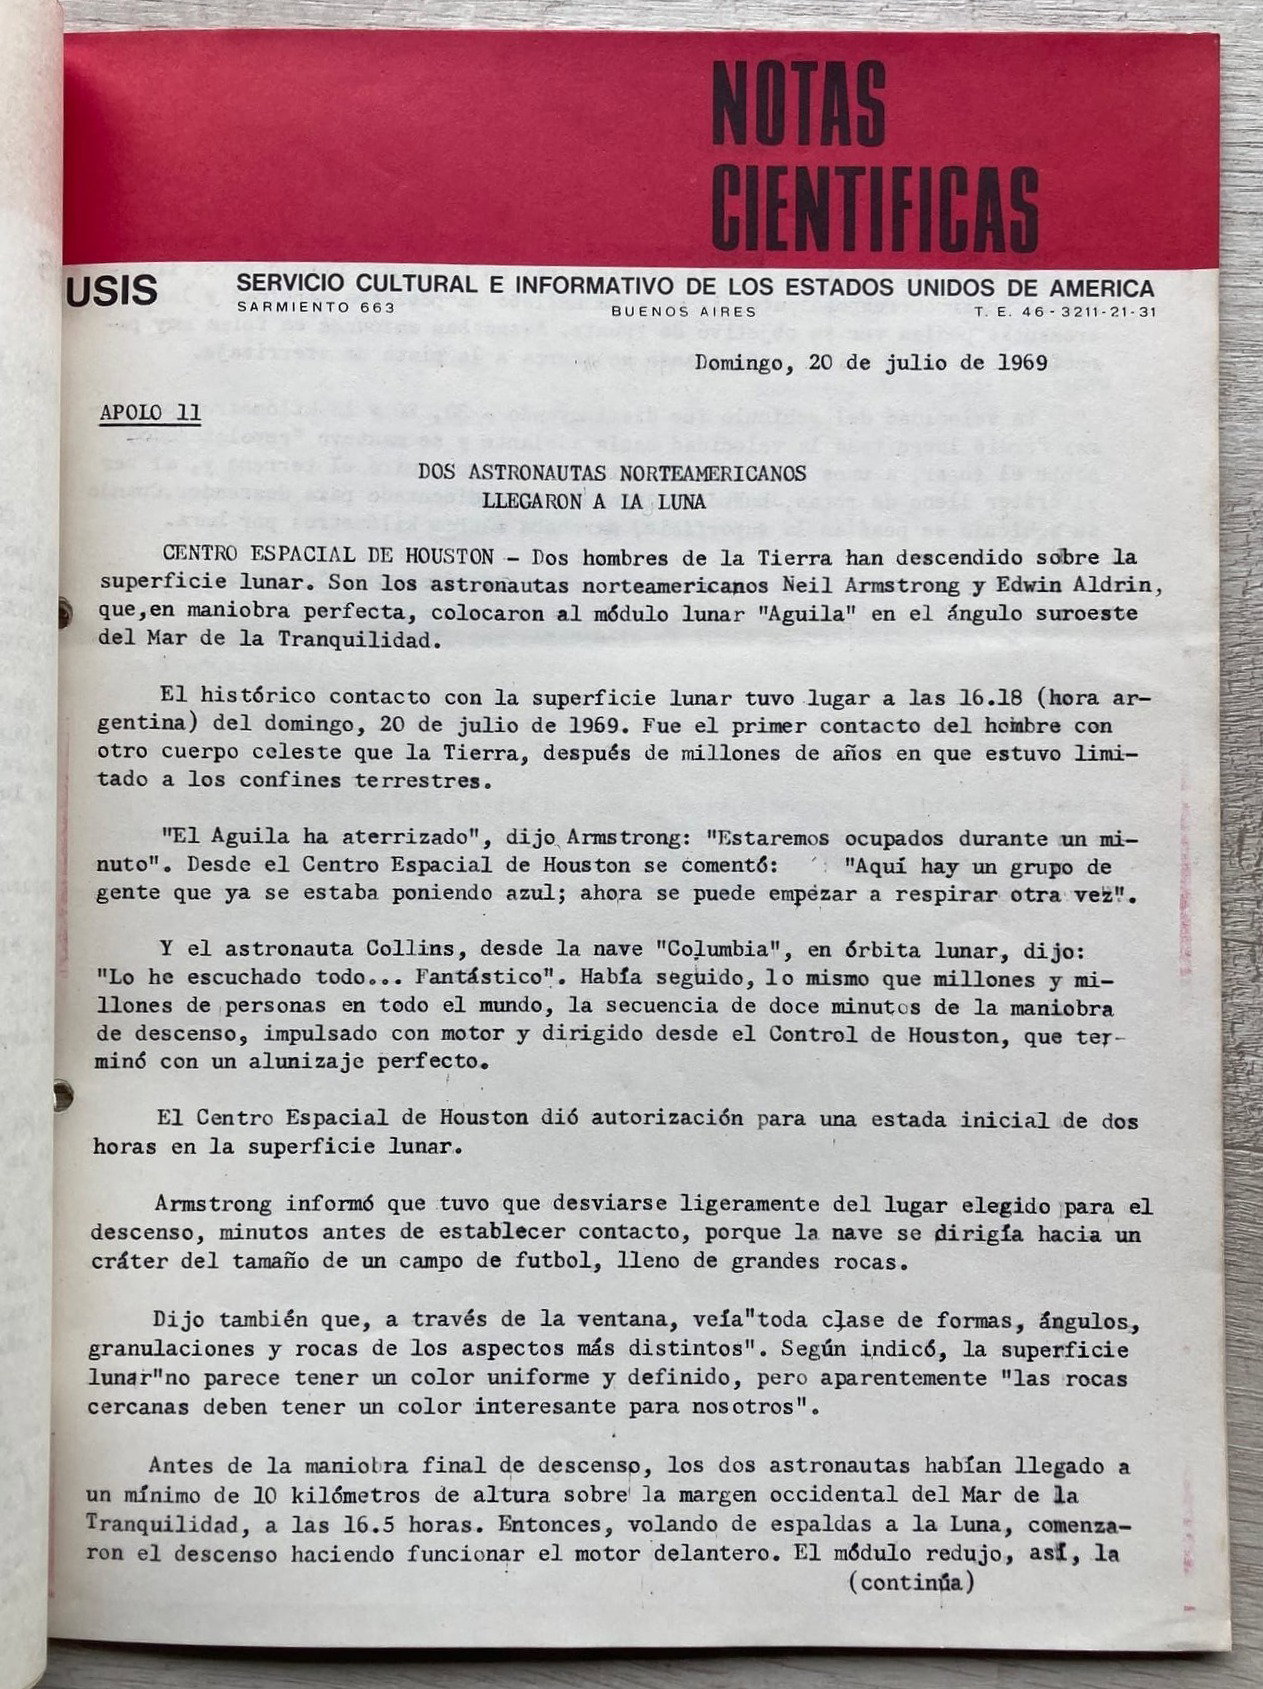 NOTAS
CIENTIFICAS
USIS
SERVICIO CULTURAL E INFORMATIVO DE LOS ESTADOS UNIDOS DE AMERICA
SARMIENTO 663 BUENOS AIRES T. E. 46-3211-21-31
Domingo, 20 de julio de 1969
APOLO 11
DOS ASTRONAUTAS NORTEAMERICANOS
LLEGARON A LA LUNA
CENTRO ESPACIAL DE HOUSTON - Dos hombres de la Tierra han descendido sobre la
superficie lunar. Son los astronautas norteamericanos Neil Armstrong y Edwin Aldrin,
que,en maniobra perfecta, colocaron al módulo lunar "Aguila" en el ángulo suroeste
del Mar de la Tranquilidad.
El histórico contacto con la superficie lunar tuvo lugar a las 16.18 (hora ar-
gentina) del domingo, 20 de julio de 1969. Fue el primer contacto del hombre con
otro cuerpo celeste que la Tierra, después de millones de años en que estuvo limi-
tado a los confines terrestres.
"El Aguila ha aterrizado", dijo Armstrong: "Estaremos ocupados durante un mi-
nuto". Desde el Centro Espacial de Houston se comentó: "Aquí hay un grupo de
gente que ya se estaba poniendo azul; ahora se puede empezar a respirar otra vez".
Y el astronauta Collins, desde la nave "Columbia", en órbita lunar, dijo:
"Lo he escuchado todo... Fantástico". Había seguido, lo mismo que millones y mi-
llones de personas en todo el mundo, la secuencia de doce minutos de la maniobra
de descenso, impulsado con motor y dirigido desde el Control de Houston, que ter-
minó con un alunizaje perfecto.
El Centro Espacial de Houston dió autorización para una estada inicial de dos
horas en la superficie lunar.
Armstrong informó que tuvo que desviarse ligeramente del lugar elegido para el
descenso, minutos antes de establecer contacto, porque la nave se dirigía hacia un
cráter del tamaño de un campo de futbol, lleno de grandes rocas.
Dijo también que, a través de la ventana, veía"toda clase de formas, ángulos,
granulaciones y rocas de los aspectos más distintos". Según indicó, la superficie
lunar"no parece tener un color uniforme y definido, pero aparentemente "las rocas
cercanas deben tener un color interesante para nosotros".
Antes de la maniobra final de descenso, los dos astronautas habían llegado a
un mínimo de 10 kilómetros de altura sobre la margen occidental del Mar de la
Tranquilidad, a las 16.5 horas. Entonces, volando de espaldas a la Luna, comenza-
ron el descenso haciendo funcionar el motor delantero. El módulo redujo, así, la
(continúa)